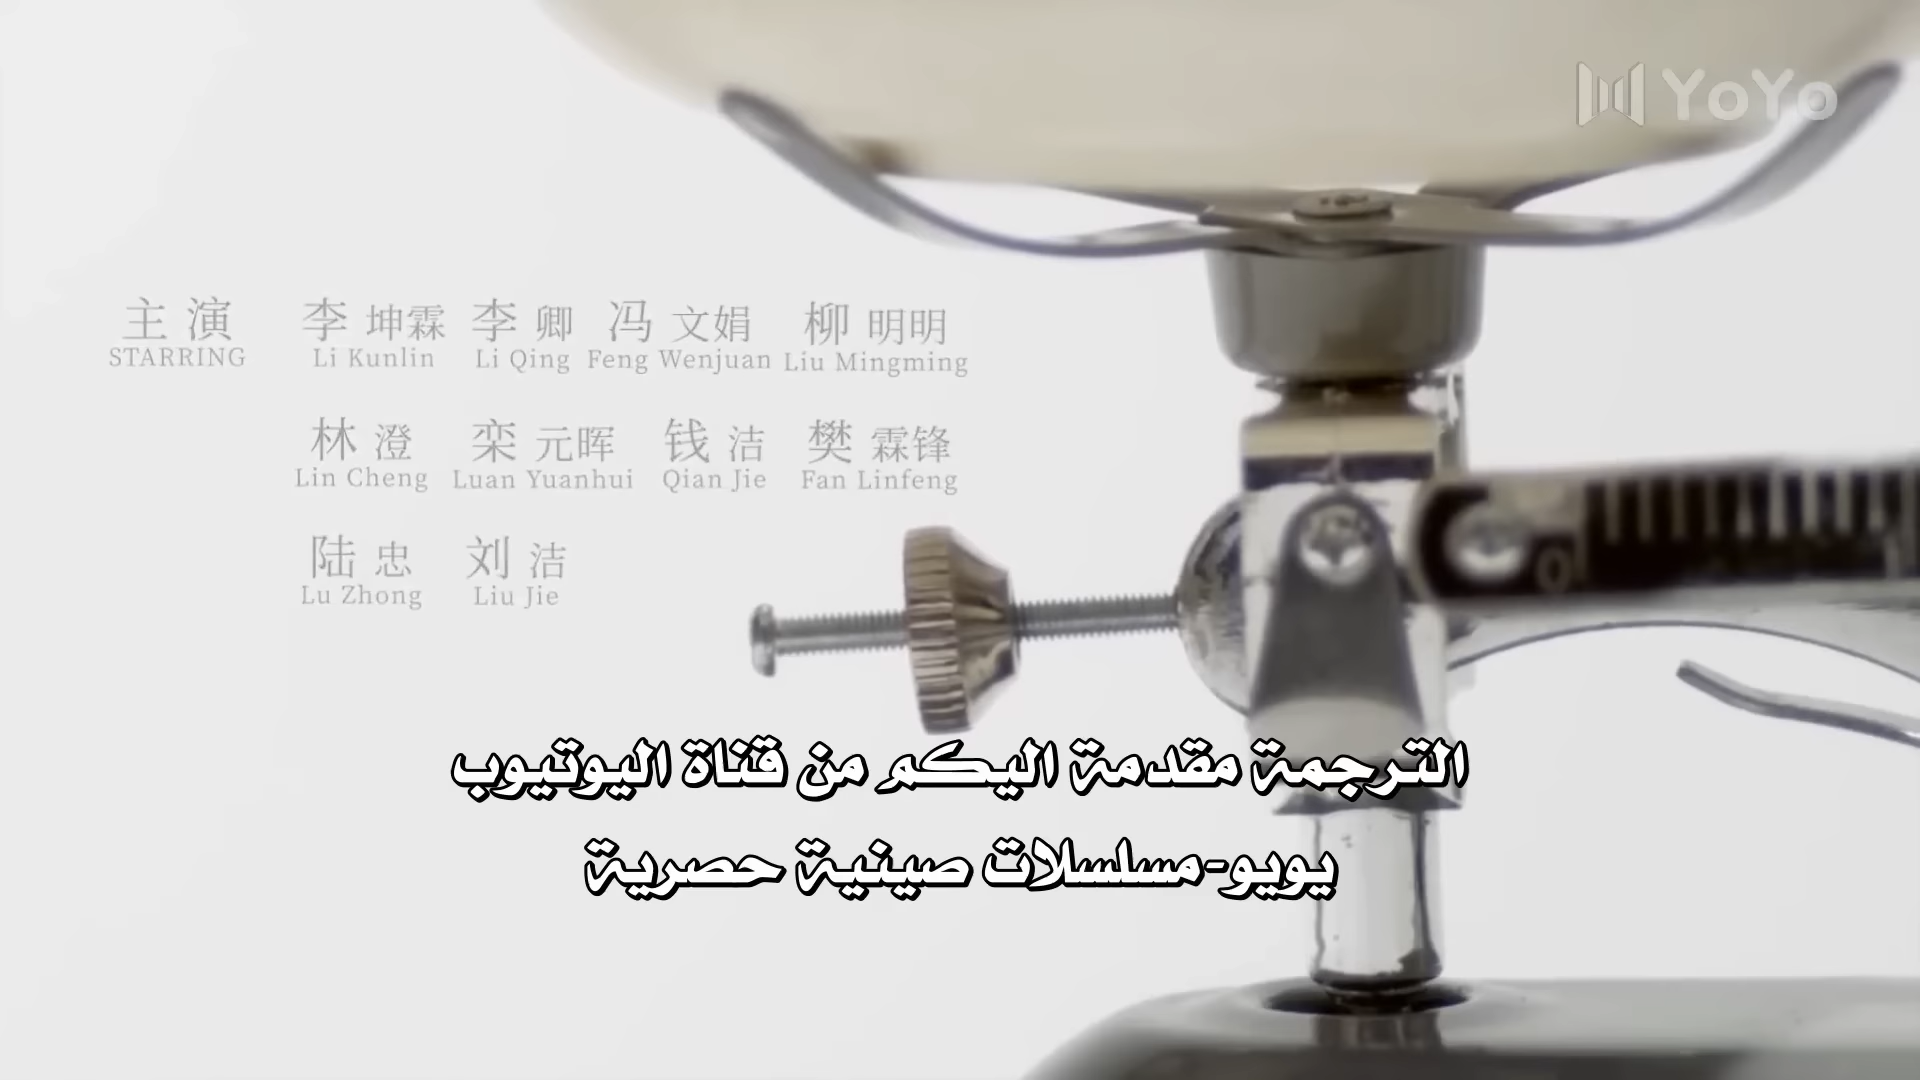 YoYo
主演 李坤霖 李卿 冯文娟 柳明明
STARRING Li Kunlin Li Qing Feng Wenjuan Liu Mingming
林澄 栾元晖 钱洁 樊霖锋
Lin Cheng Luan Yuanhui Qian Jie Fan Linfeng
陆忠 刘洁
Lu Zhong Liu Jie
0
الترجمة مقدمة اليكم من قناة اليوتيوب
يويو-مسلسلات صينية حصرية